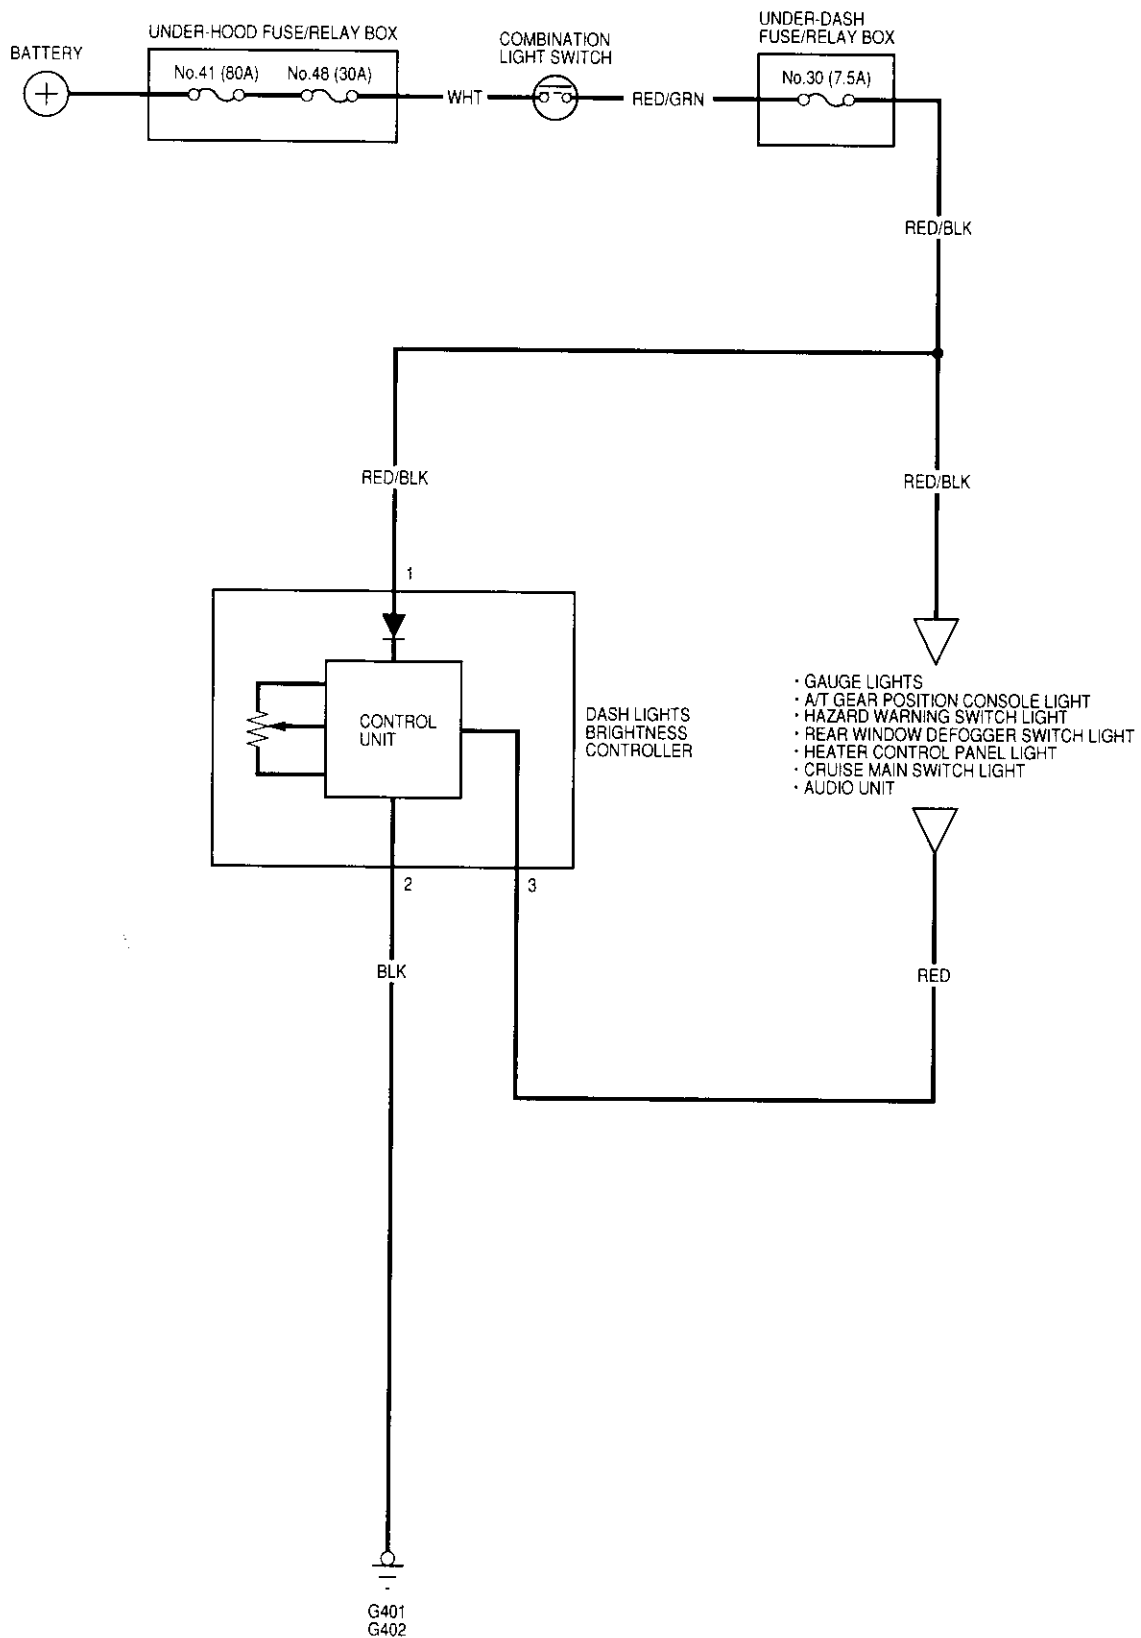 BATTERY
UNDER-HOOD FUSE/RELAY BOX
No.41 (80A)
No.48 (30A)
WHT
COMBINATION
LIGHT SWITCH
RED/GRN
UNDER-DASH
FUSE/RELAY BOX
No.30 (7.5A)
RED/BLK
RED/BLK
RED/BLK
1
CONTROL
UNIT
DASH LIGHTS
BRIGHTNESS
CONTROLLER
· GAUGE LIGHTS
· A/T GEAR POSITION CONSOLE LIGHT
· HAZARD WARNING SWITCH LIGHT
· REAR WINDOW DEFOGGER SWITCH LIGHT
· HEATER CONTROL PANEL LIGHT
· CRUISE MAIN SWITCH LIGHT
· AUDIO UNIT
2
3
BLK
RED
G401
G402